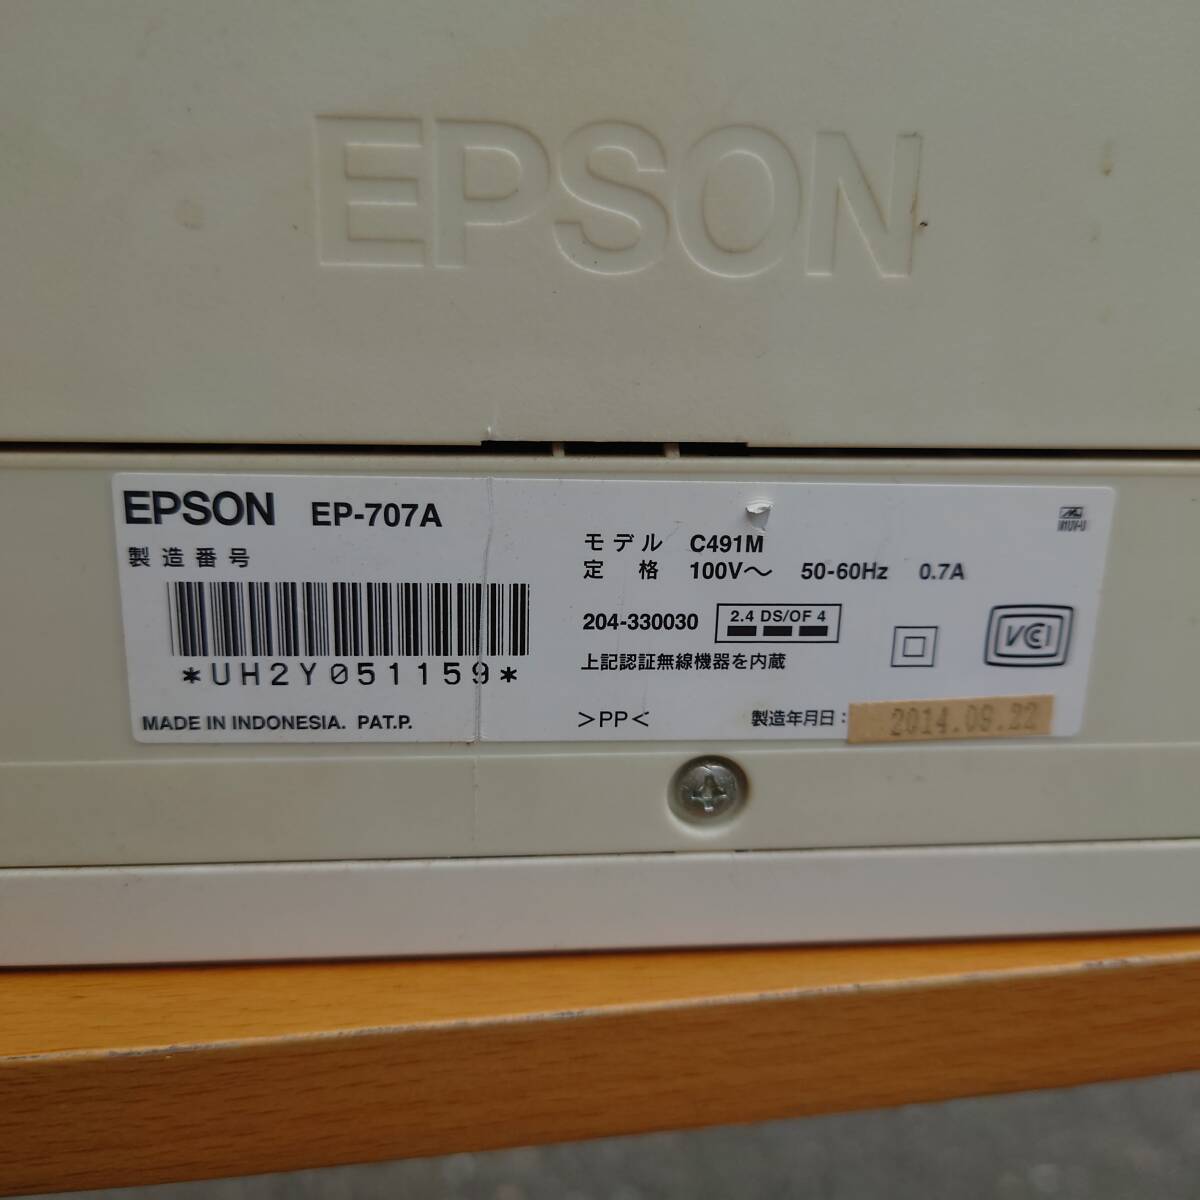 EPSON
EPSON EP-707A
製造番号
*UH2Y051159*
MADE IN INDONESIA. PAT.P.
モデル C491M
定格 100V～ 50-60Hz 0.7A
204-330030 2.4 DS/OF 4
上記認証無線機器を内蔵
>PP<
製造年月日: 2014.09.22
VCI